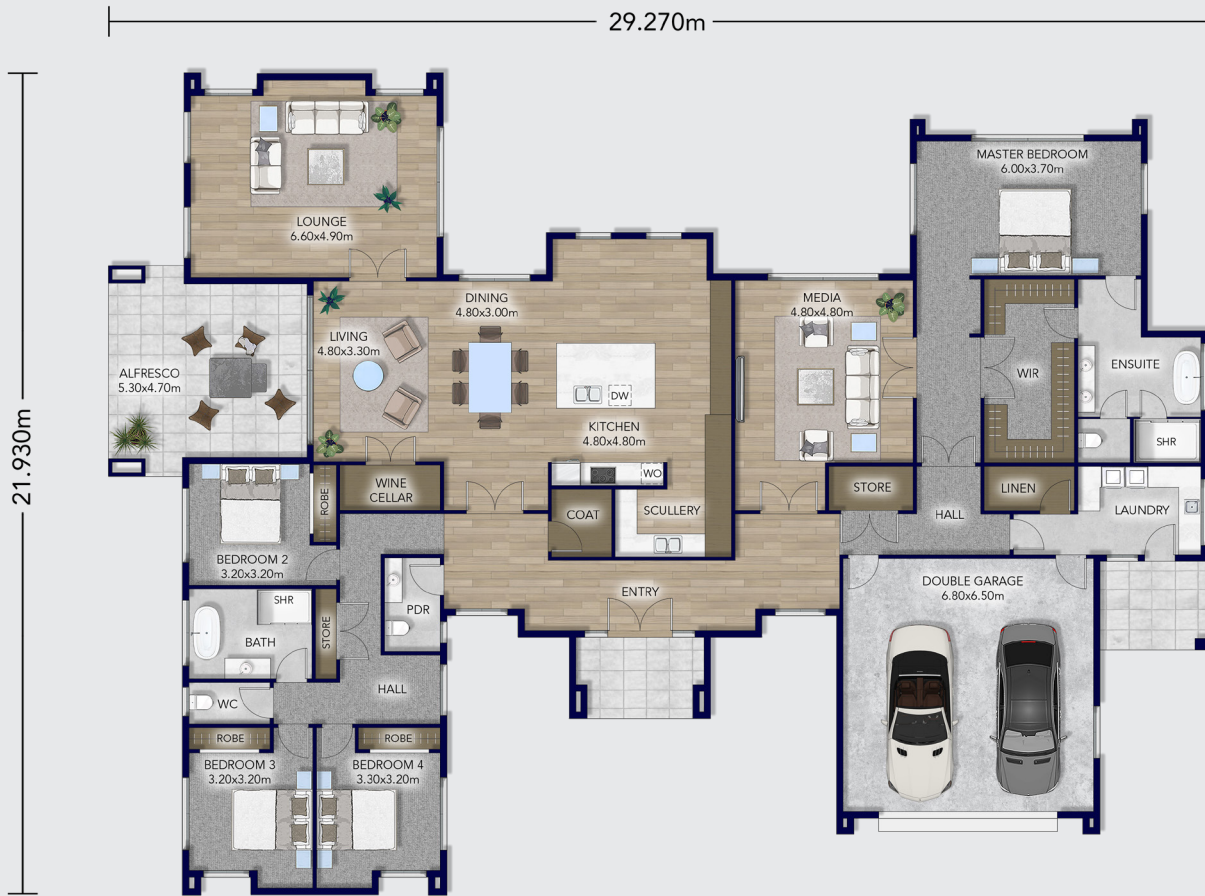 29.270m
21.930m
LOUNGE
6.60x4.90m
MASTER BEDROOM
6.00x3.70m
DINING
4.80x3.00m
LIVING
4.80x3.30m
MEDIA
4.80x4.80m
ALFRESCO
5.30x4.70m
WIR
ENSUITE
DW
KITCHEN
4.80x4.80m
SHR
WO
WINE
CELLAR
ROBE
STORE
LINEN
COAT
SCULLERY
HALL
LAUNDRY
BEDROOM 2
3.20x3.20m
ENTRY
DOUBLE GARAGE
6.80x6.50m
SHR
PDR
BATH
STORE
HALL
WC
ROBE
ROBE
BEDROOM 3
3.20x3.20m
BEDROOM 4
3.30x3.20m